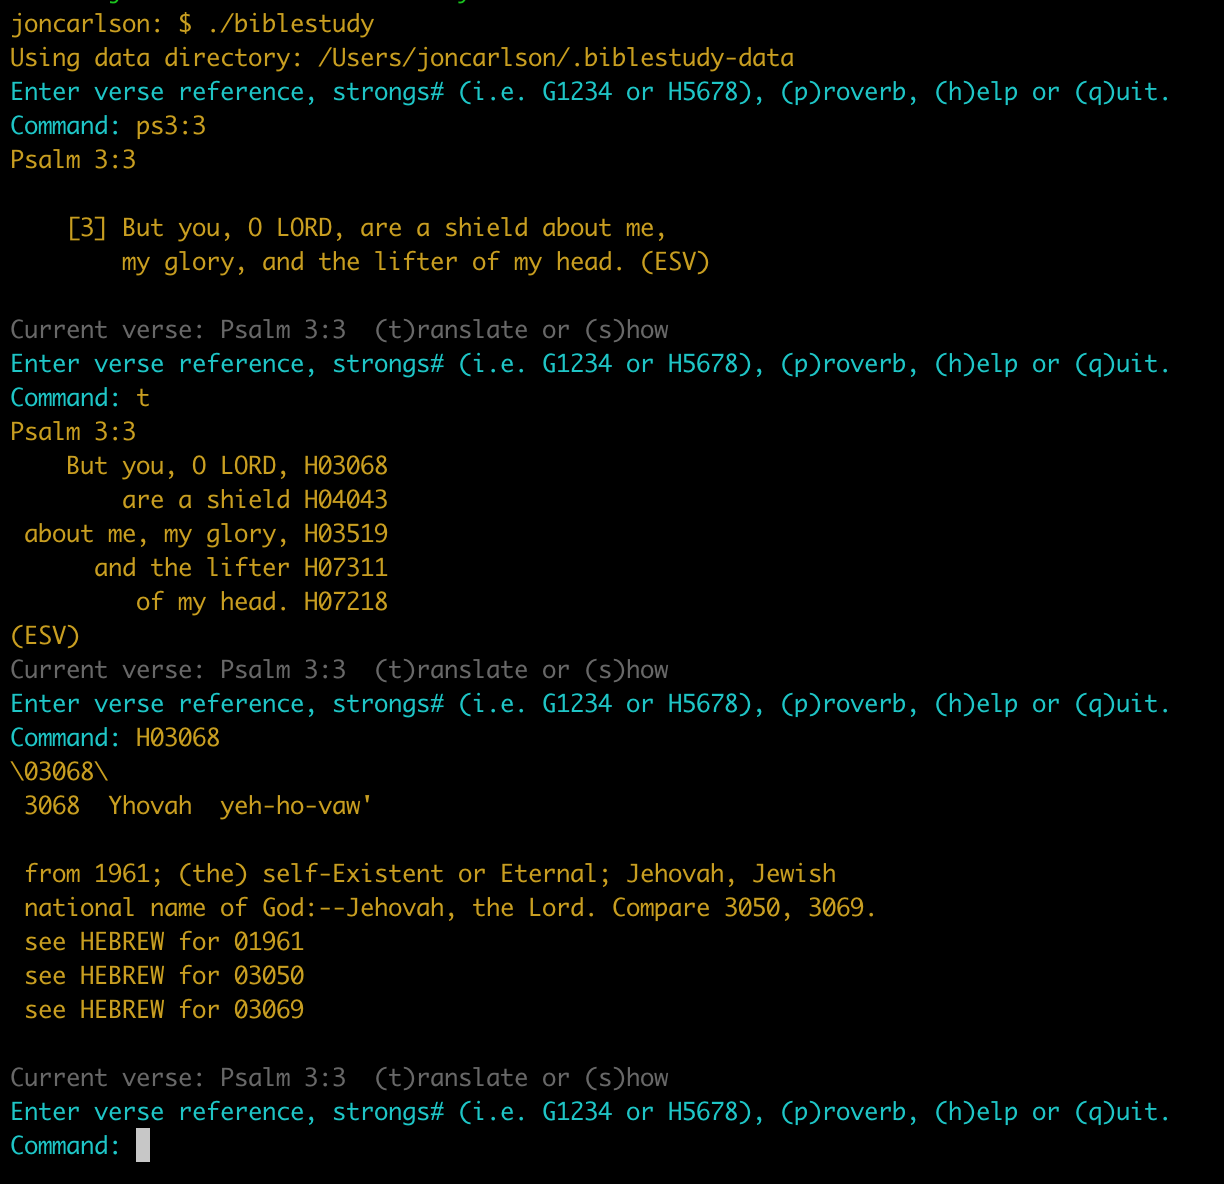 joncarlson: $ ./biblestudy
Using data directory: /Users/joncarlson/.biblestudy-data
Enter verse reference, strongs# (i.e. G1234 or H5678), (p)roverb, (h)elp or (q)uit.
Command: ps3:3
Psalm 3:3
[3] But you, O LORD, are a shield about me,
my glory, and the lifter of my head. (ESV)
Current verse: Psalm 3:3  (t)ranslate or (s)how
Enter verse reference, strongs# (i.e. G1234 or H5678), (p)roverb, (h)elp or (q)uit.
Command: t
Psalm 3:3
But you, O LORD, H03068
are a shield H04043
about me, my glory, H03519
and the lifter H07311
of my head. H07218
(ESV)
Current verse: Psalm 3:3  (t)ranslate or (s)how
Enter verse reference, strongs# (i.e. G1234 or H5678), (p)roverb, (h)elp or (q)uit.
Command: H03068
\03068\
3068  Yhovah  yeh-ho-vaw'
from 1961; (the) self-Existent or Eternal; Jehovah, Jewish
national name of God:--Jehovah, the Lord. Compare 3050, 3069.
see HEBREW for 01961
see HEBREW for 03050
see HEBREW for 03069
Current verse: Psalm 3:3  (t)ranslate or (s)how
Enter verse reference, strongs# (i.e. G1234 or H5678), (p)roverb, (h)elp or (q)uit.
Command: